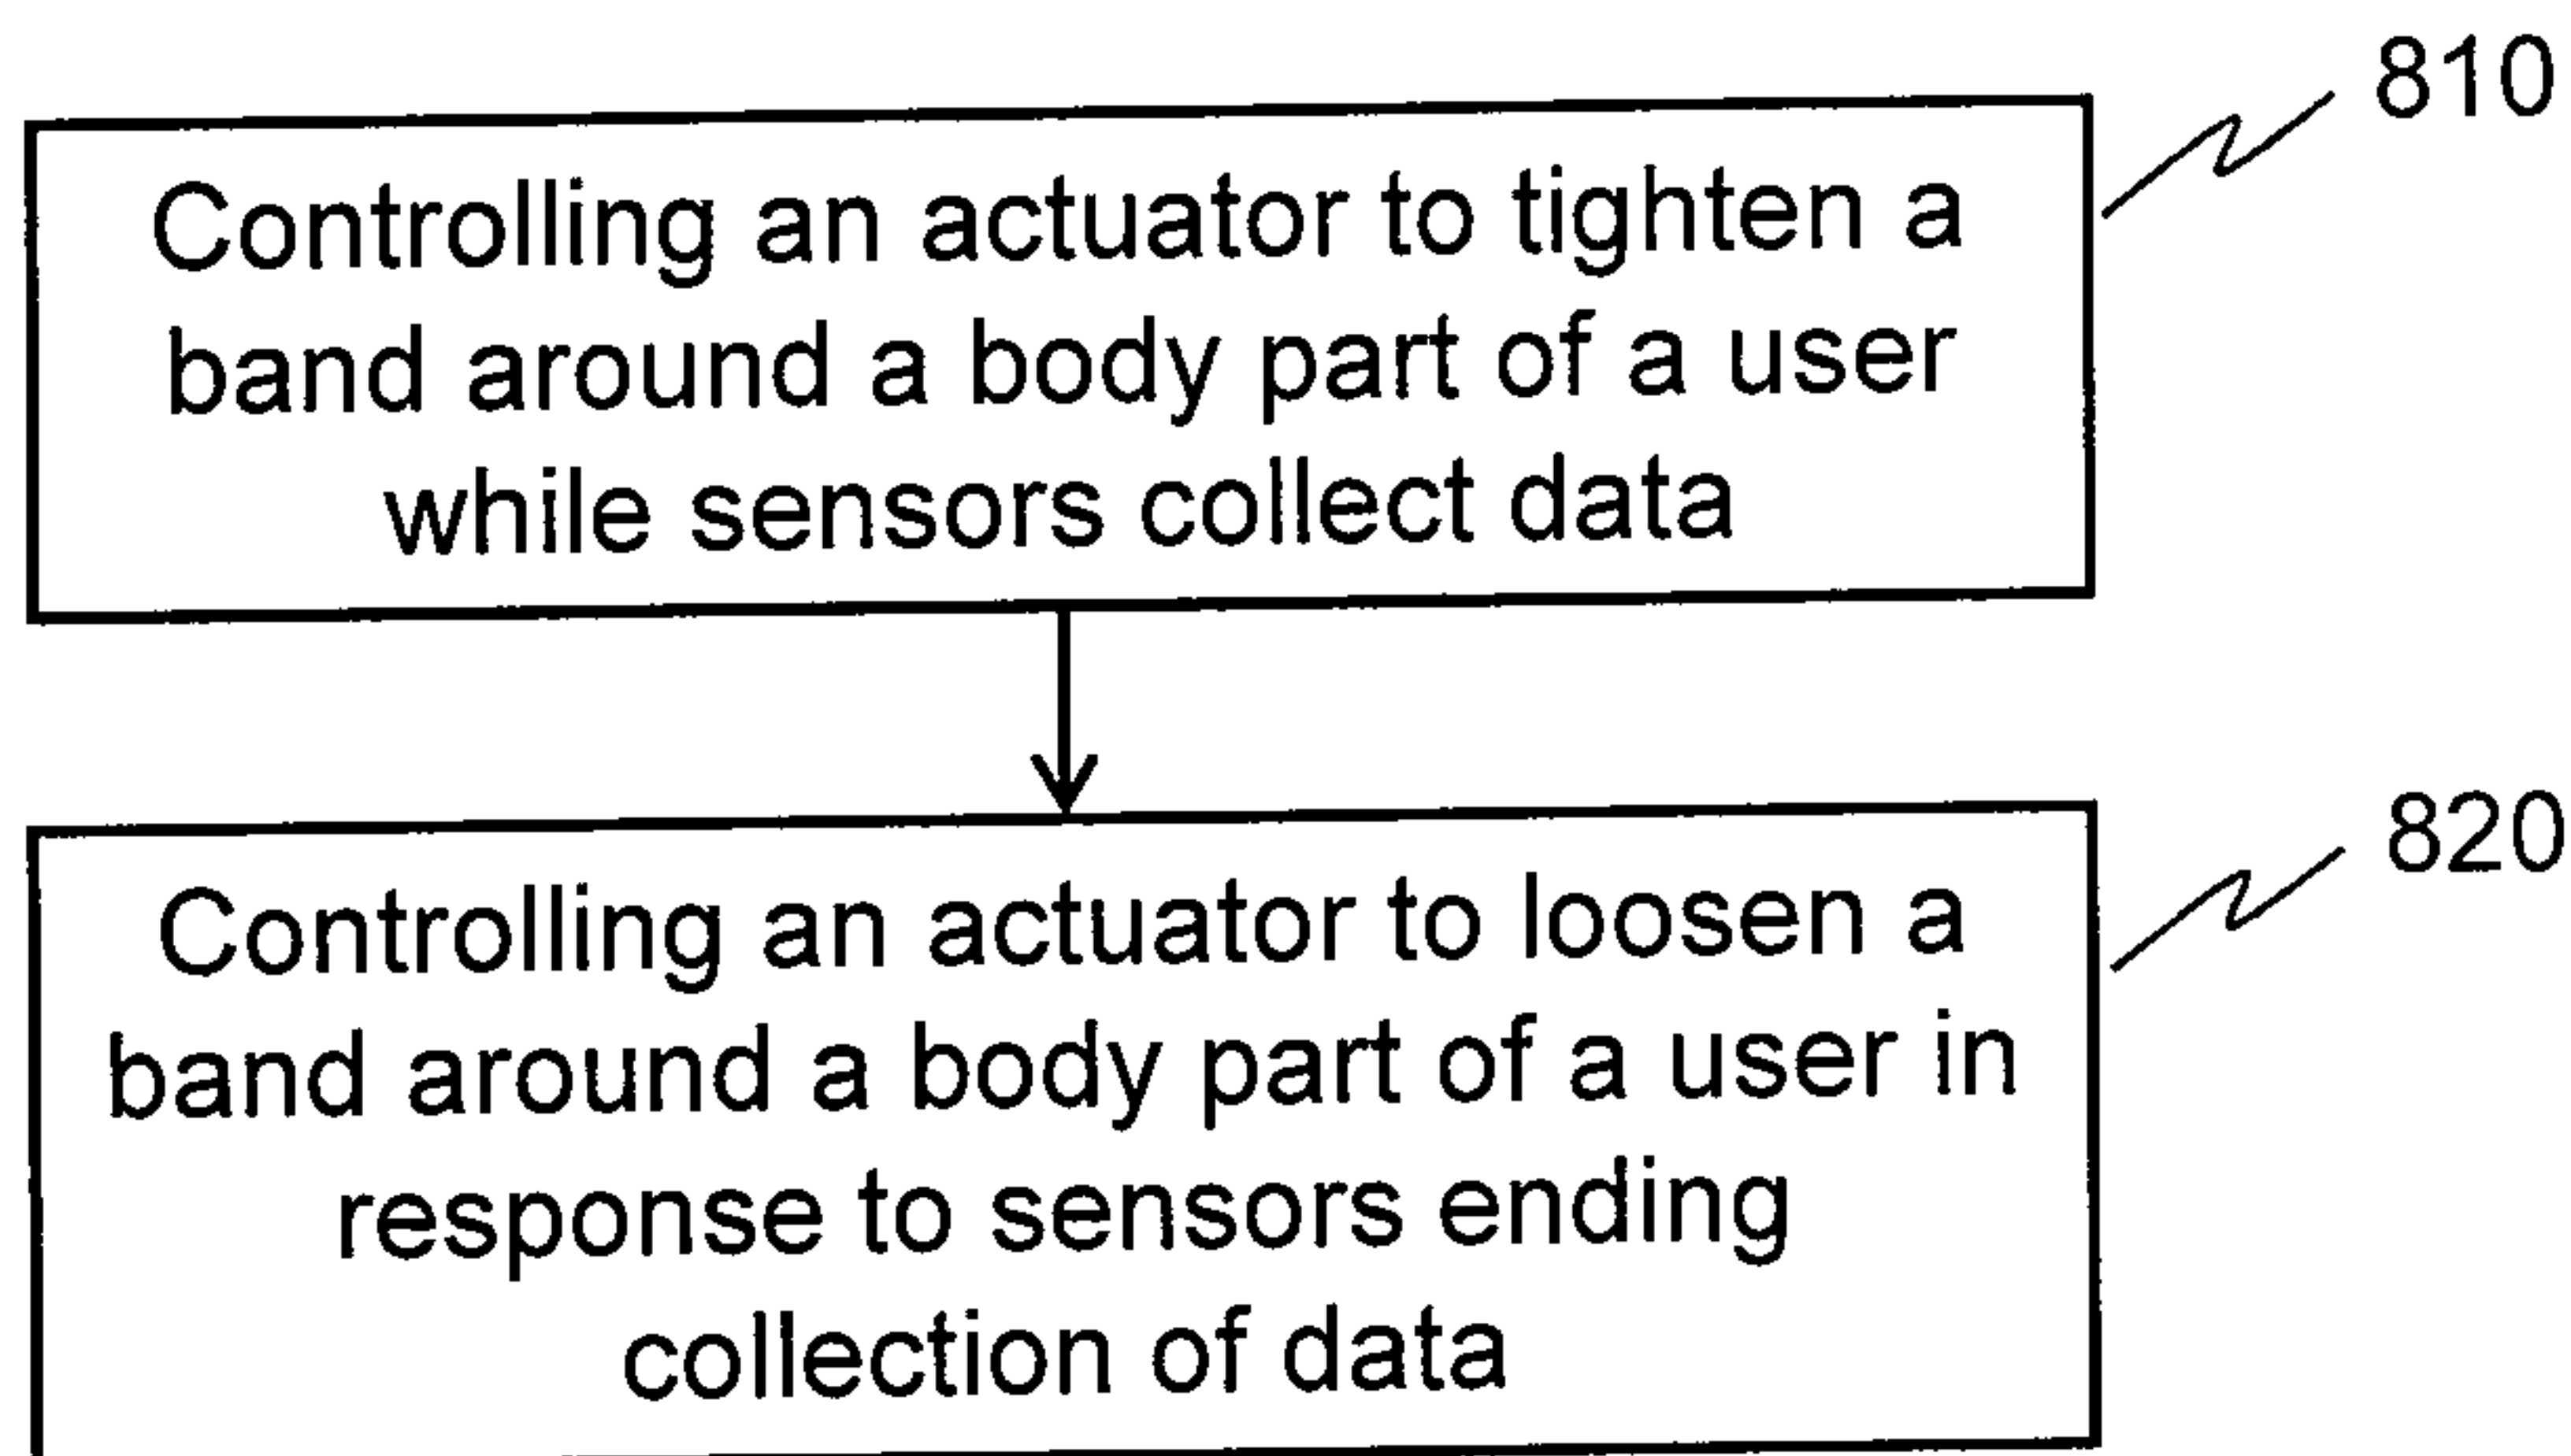 810
Controlling an actuator to tighten a
band around a body part of a user
while sensors collect data
820
Controlling an actuator to loosen a
band around a body part of a user in
response to sensors ending
collection of data